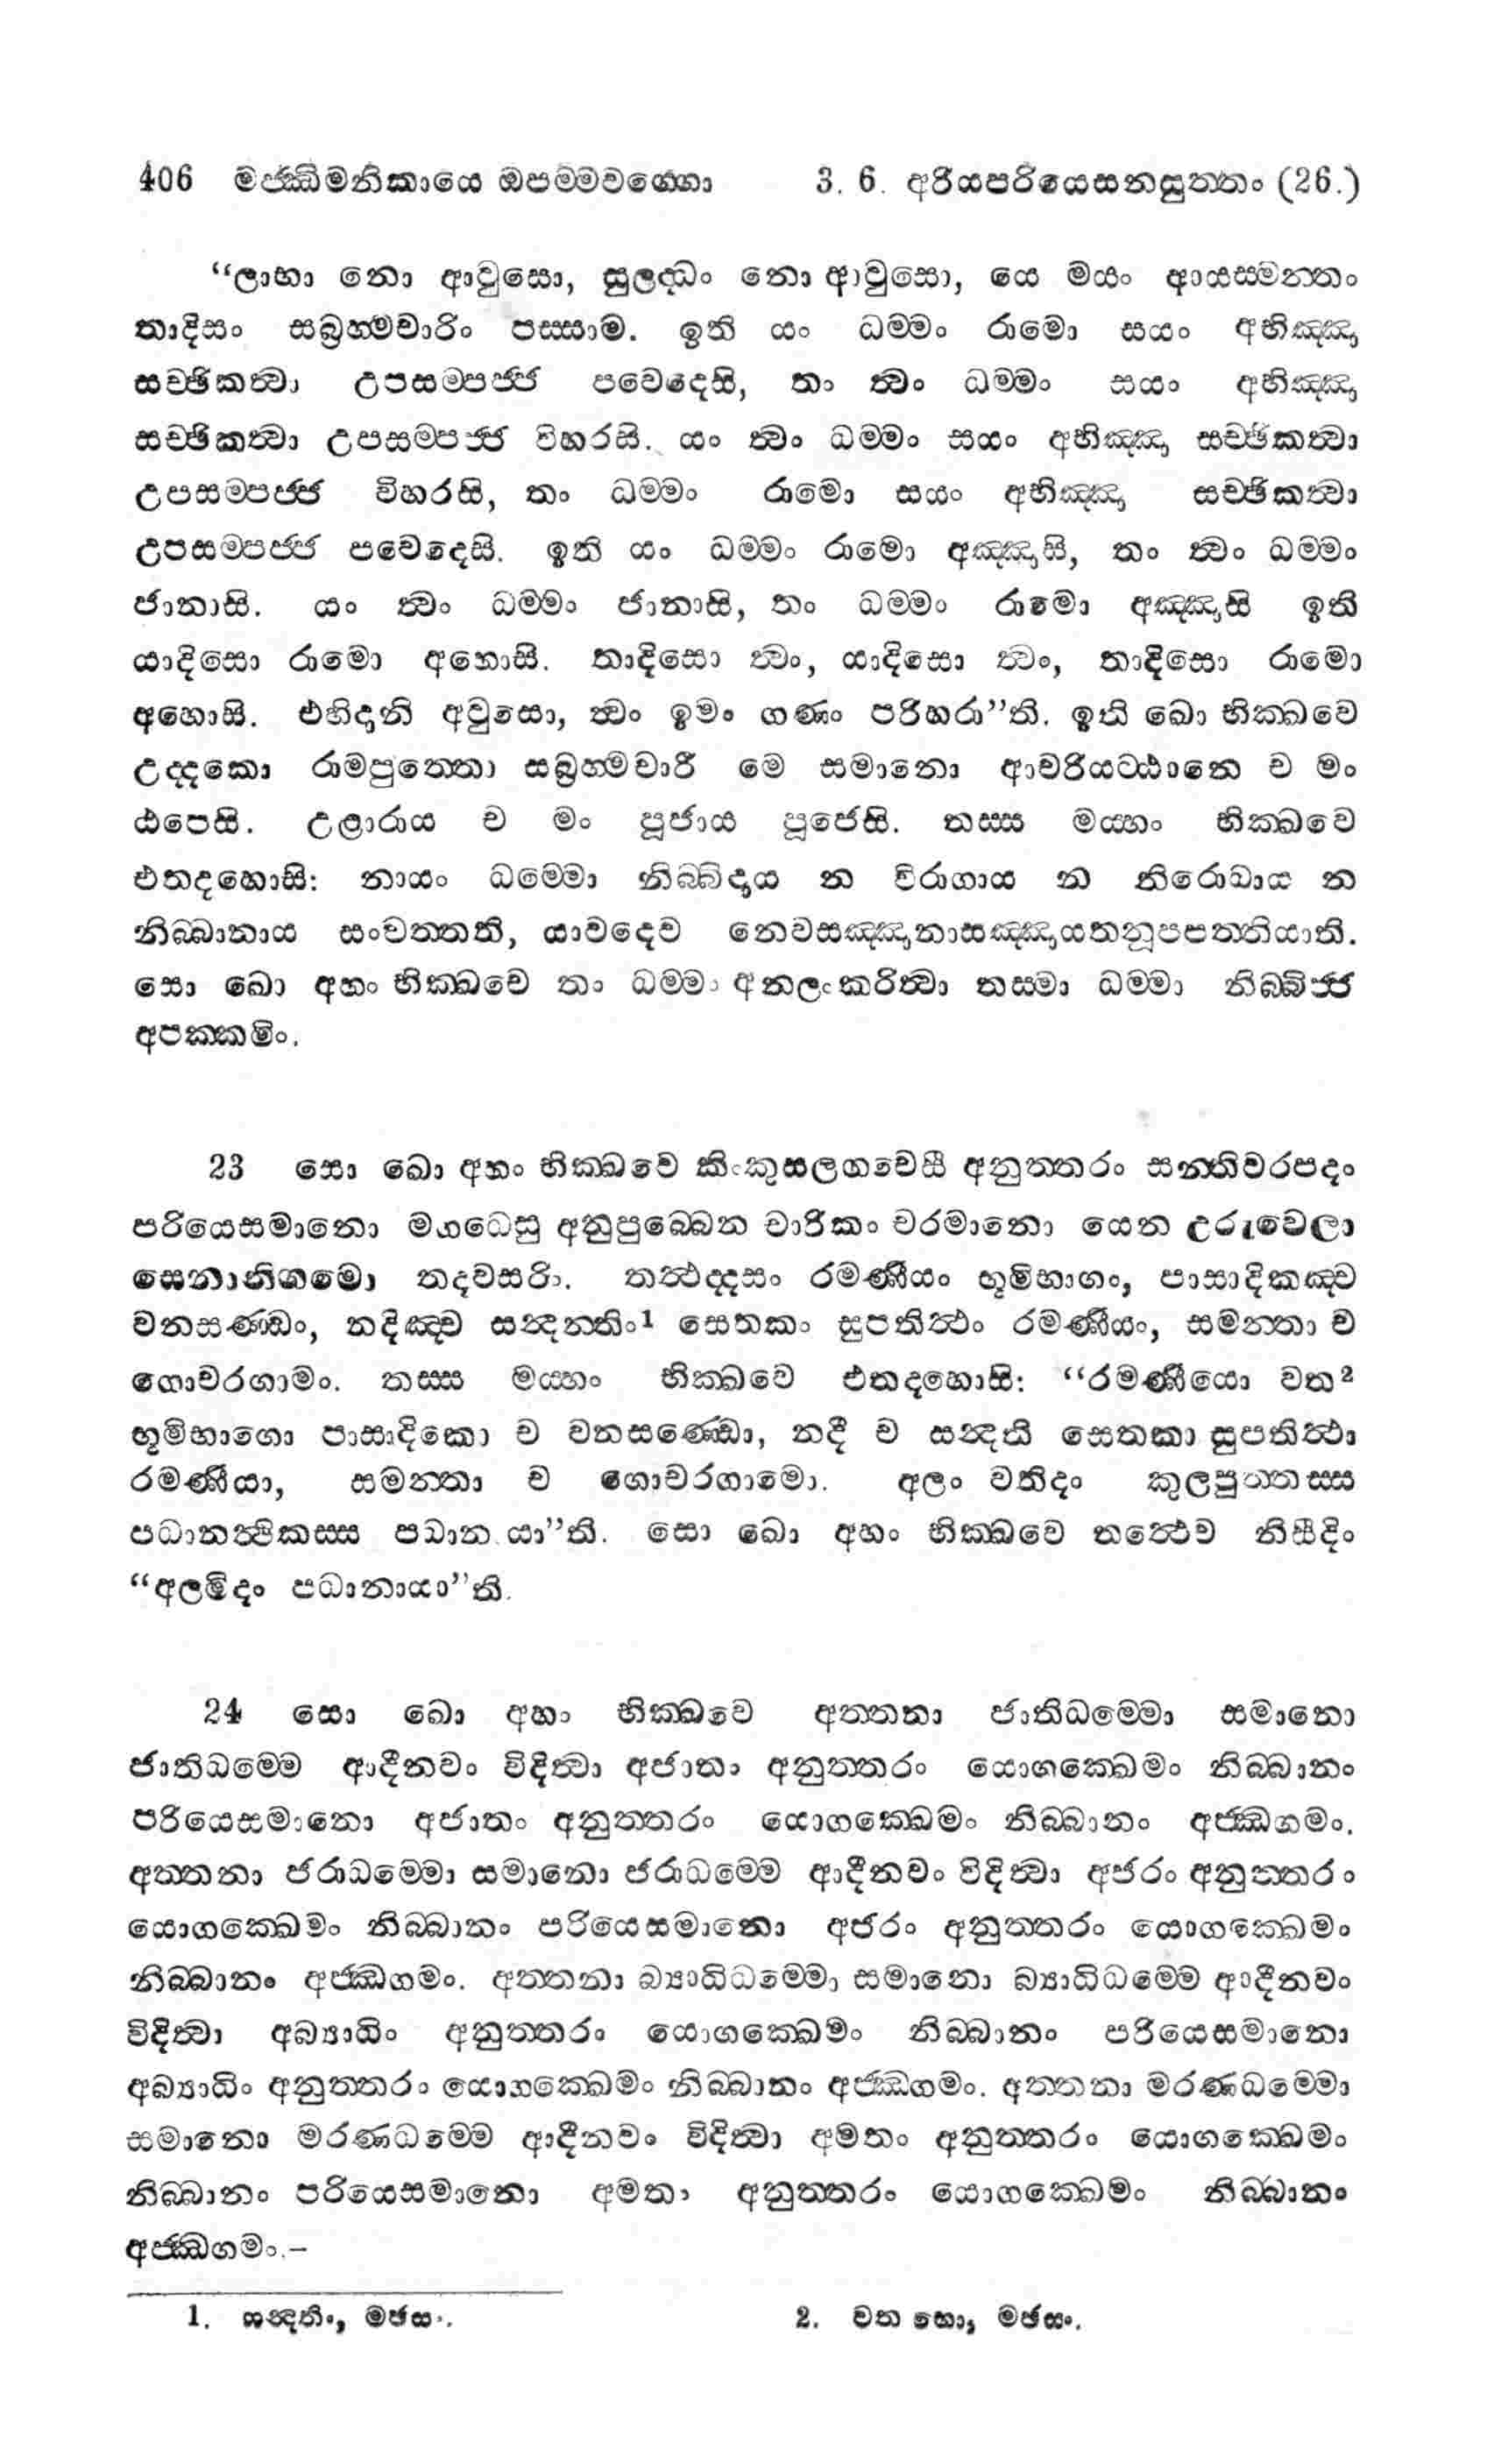 406 මජ්ඣිමනිකායෙ ඔපම්මවග්ගො 3. 6. අරියපරියෙසනසුත්තං (26.)
“ලාභා නො ආවුසො, සුලද්ධං නො ආවුසො, යෙ මයං ආයස්මන්තං
තාදිසං සබ්‍රහ්මචාරිං පස්සාම. ඉති යං ධම්මං රාමො සයං අභිඤ්ඤා
සච්ඡිකත්‍වා උපසම්පජ්ජ පවෙදෙසි, තං ත්‍වං ධම්මං සයං අභිඤ්ඤා
සච්ඡිකත්‍වා උපසම්පජ්ජ විහරසි. යං ත්‍වං ධම්මං සයං අභිඤ්ඤා සච්ඡිකත්‍වා
උපසම්පජ්ජ විහරසි, තං ධම්මං රාමො සයං අභිඤ්ඤා සච්ඡිකත්‍වා
උපසම්පජ්ජ පවෙදෙසි. ඉති යං ධම්මං රාමො අඤ්ඤාසි, තං ත්‍වං ධම්මං
ජානාසි. යං ත්‍වං ධම්මං ජානාසි, තං ධම්මං රාමො අඤ්ඤාසි ඉති
යාදිසො රාමො අහොසි. තාදිසො ත්‍වං, යාදිසො ත්‍වං, තාදිසො රාමො
අහොසි. එහිදානි අවුසො, ත්‍වං ඉමං ගණං පරිහරා”ති. ඉති ඛො භික්ඛවෙ
උද්දකො රාමපුත්තො සබ්‍රහ්මචාරී මෙ සමානො ආචරියට්ඨානෙ ච මං
ඨපෙසි. උළාරාය ච මං පූජාය පූජෙසි. තස්ස මය්හං භික්ඛවෙ
එතදහොසි: නායං ධම්මො නිබ්බිදාය න විරාගාය න නිරොධාය න
නිබ්බානාය සංවත්තති, යාවදෙව නෙවසඤ්ඤානාසඤ්ඤායතනූපපත්තියාති.
සො ඛො අහං භික්ඛවෙ තං ධම්මං අනලංකරිත්‍වා තස්මා ධම්මා නිබ්බිජ්ජ
අපක්කමිං.
23 සො ඛො අහං භික්ඛවෙ කිංකුසලගවෙසී අනුත්තරං සන්තිවරපදං
පරියෙසමානො මගධෙසු අනුපුබ්බෙන චාරිකං චරමානො යෙන උරුවෙලා
සෙනානිගමො තදවසරිං. තත්‍ථද්දසං රමණීයං භූමිභාගං, පාසාදිකඤ්ච
වනසණ්ඩං, නදිඤ්ච සන්‍දන්තිං¹ සෙතකං සුපතිත්‍ථං රමණීයං, සමන්තා ච
ගොචරගාමං. තස්ස මය්හං භික්ඛවෙ එතදහොසි: “රමණීයො වත²
භූමිභාගො පාසාදිකො ච වනසණ්ඩො, නදී ච සන්‍දති සෙතකා සුපතිත්‍ථා
රමණීයා, සමන්තා ච ගොචරගාමො. අලං වතිදං කුලපුත්තස්ස
පධානත්‍ථිකස්ස පධාන යා”ති. සො ඛො අහං භික්ඛවෙ තත්‍ථෙව නිසීදිං
“අලමිදං පධානායා”ති.
24 සො ඛො අහං භික්ඛවෙ අත්තනා ජාතිධම්මො සමානො
ජාතිධම්මෙ ආදීනවං විදිත්‍වා අජාතං අනුත්තරං යොගක්ඛෙමං නිබ්බානං
පරියෙසමානො අජාතං අනුත්තරං යොගක්ඛෙමං නිබ්බානං අජ්ඣගමං.
අත්තනා ජරාධම්මො සමානො ජරාධම්මෙ ආදීනවං විදිත්‍වා අජරං අනුත්තරං
යොගක්ඛෙමං නිබ්බානං පරියෙසමානො අජරං අනුත්තරං යොගක්ඛෙමං
නිබ්බානං අජ්ඣගමං. අත්තනා බ්‍යාධිධම්මො සමානො බ්‍යාධිධම්මෙ ආදීනවං
විදිත්‍වා අබ්‍යාධිං අනුත්තරං යොගක්ඛෙමං නිබ්බානං පරියෙසමානො
අබ්‍යාධිං අනුත්තරං යොගක්ඛෙමං නිබ්බානං අජ්ඣගමං. අත්තනා මරණධම්මො
සමානො මරණධම්මෙ ආදීනවං විදිත්‍වා අමතං අනුත්තරං යොගක්ඛෙමං
නිබ්බානං පරියෙසමානො අමතං අනුත්තරං යොගක්ඛෙමං නිබ්බානං
අජ්ඣගමං.–
1. සන්‍දතිං, මඡසං. 2. වත භො, මඡසං.